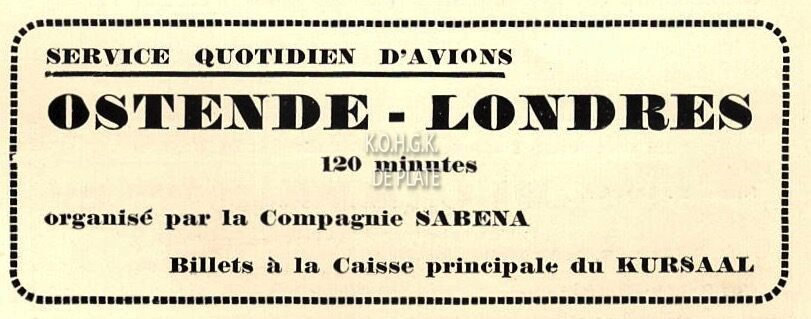 SERVICE QUOTIDIEN D'AVIONS
OSTENDE - LONDRES
120 minutes
K.O.H.G.K.
DE PLATE
organisé par la Compagnie SABENA
Billets à la Caisse principale du KURSAAL